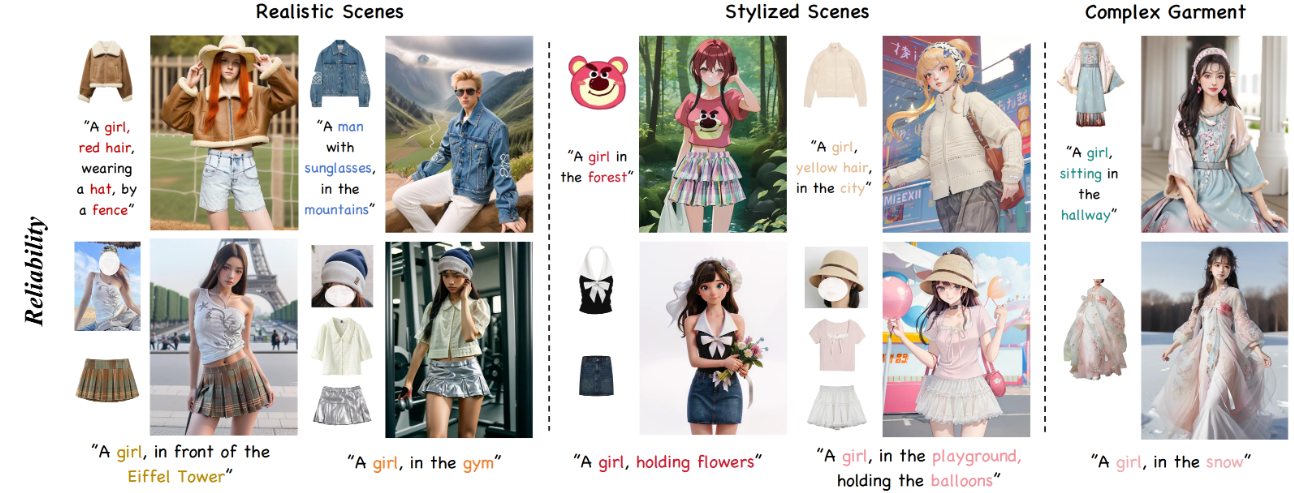 Realistic Scenes
Stylized Scenes
Complex Garment
Reliability
"A girl,
red hair,
wearing
a hat, by
a fence"
"A man
with
sunglasses,
in the
mountains"
"A girl in
the forest"
"A girl,
yellow hair,
in the city"
"A girl,
sitting in
the
hallway"
"A girl, in front of the
Eiffel Tower"
"A girl, in the gym"
"A girl, holding flowers"
"A girl, in the playground,
holding the balloons"
"A girl, in the snow"